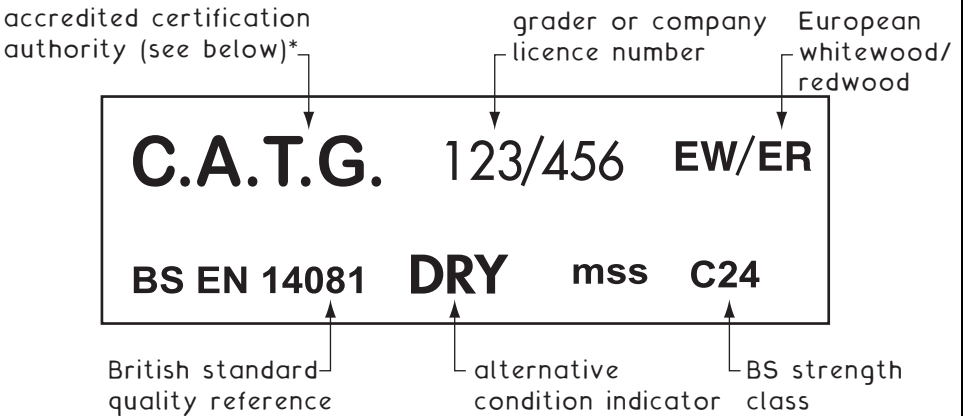 accredited certification
authority (see below)*
grader or company
licence number
European
whitewood/
redwood
C.A.T.G. 123/456 EW/ER
BS EN 14081 DRY mss C24
British standard
quality reference
alternative
condition indicator
BS strength
class